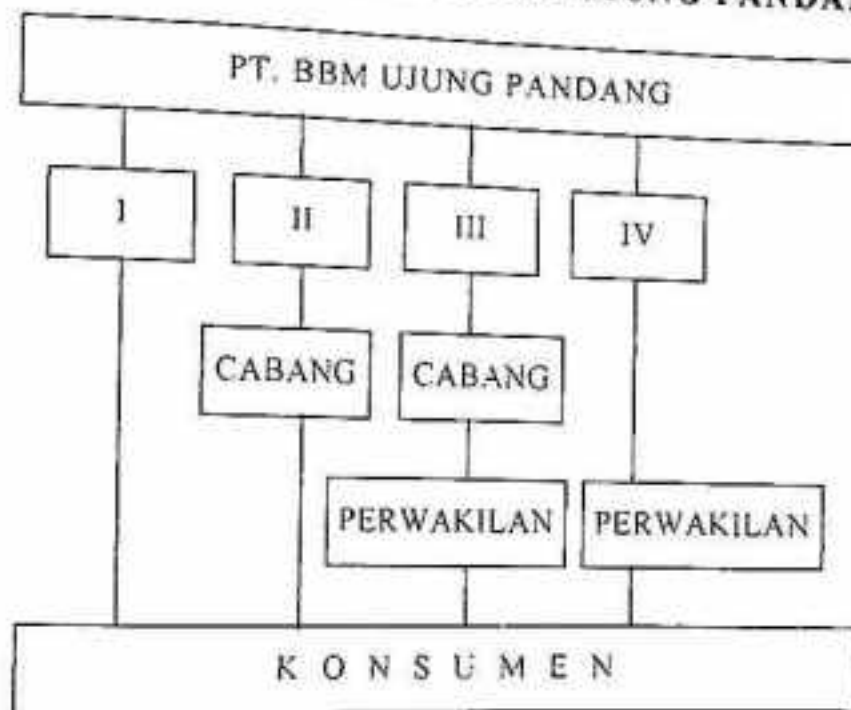 PT. BBM UJUNG PANDANG
I II III IV
CABANG CABANG
PERWAKILAN PERWAKILAN
K O N S U M E N